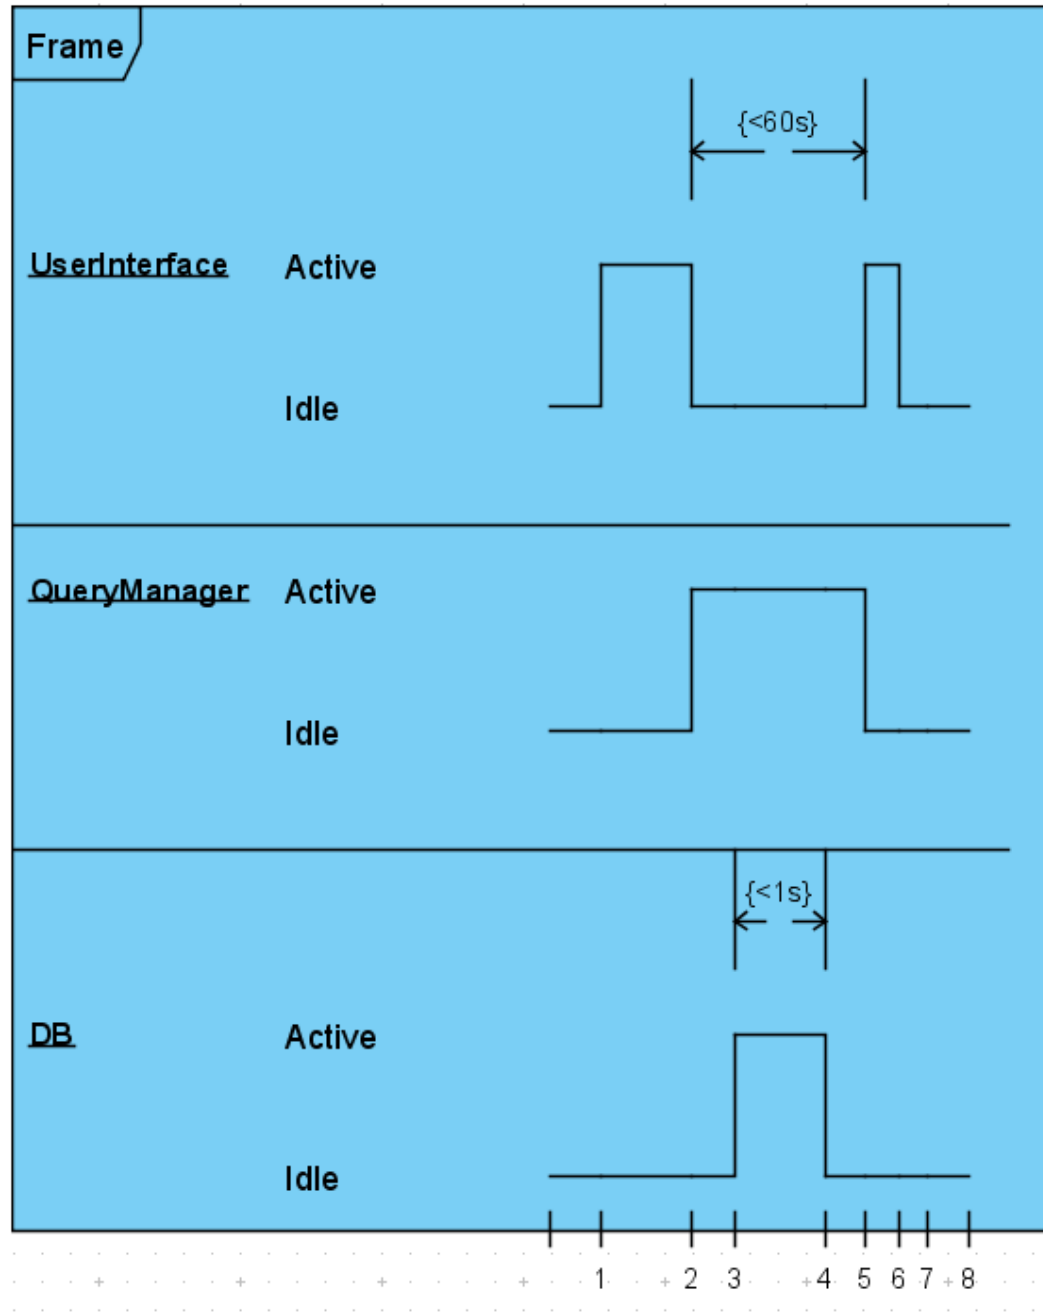 Frame
{<60s}
UserInterface Active
Idle
QueryManager Active
Idle
{<1s}
DB Active
Idle
1 2 3 4 5 6 7 8